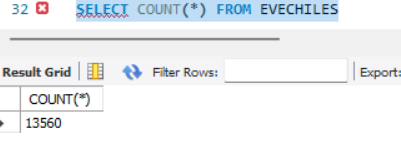 32 SELECT COUNT(*) FROM EVECHILES
Result Grid Filter Rows: Export:
COUNT(*)
13560